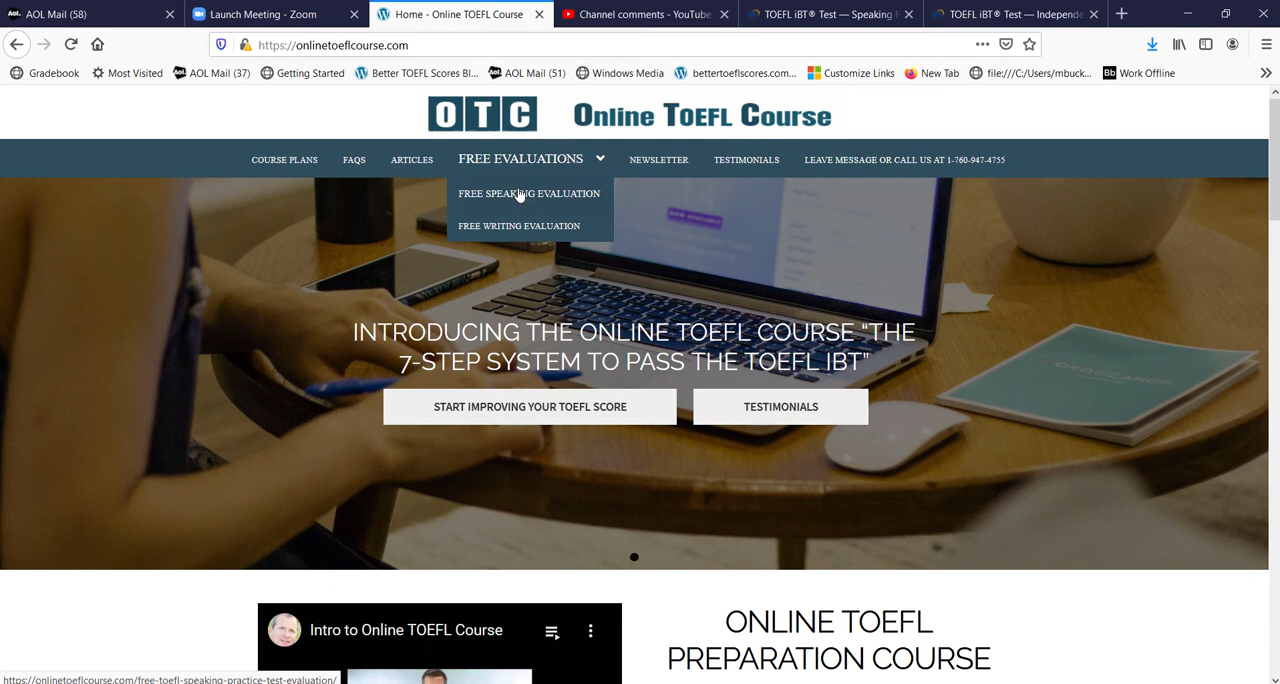 AOL Mail (58)
Launch Meeting - Zoom
Home - Online TOEFL Course
Channel comments - YouTube
TOEFL iBT® Test — Speaking
TOEFL iBT® Test — Independe
https://onlinetoeflcourse.com
Gradebook
Most Visited
AOL Mail (37)
Getting Started
Better TOEFL Scores Bl...
AOL Mail (51)
Windows Media
bettertoeflscores.com...
Customize Links
New Tab
file:///C:/Users/mbuck...
Bb Work Offline
OTC Online TOEFL Course
COURSE PLANS
FAQS
ARTICLES
FREE EVALUATIONS
NEWSLETTER
TESTIMONIALS
LEAVE MESSAGE OR CALL US AT 1-760-947-4755
FREE SPEAKING EVALUATION
FREE WRITING EVALUATION
INTRODUCING THE ONLINE TOEFL COURSE “THE
7-STEP SYSTEM TO PASS THE TOEFL IBT”
START IMPROVING YOUR TOEFL SCORE
TESTIMONIALS
Intro to Online TOEFL Course
ONLINE TOEFL
PREPARATION COURSE
https://onlinetoeflcourse.com/free-toefl-speaking-practice-test-evaluation/